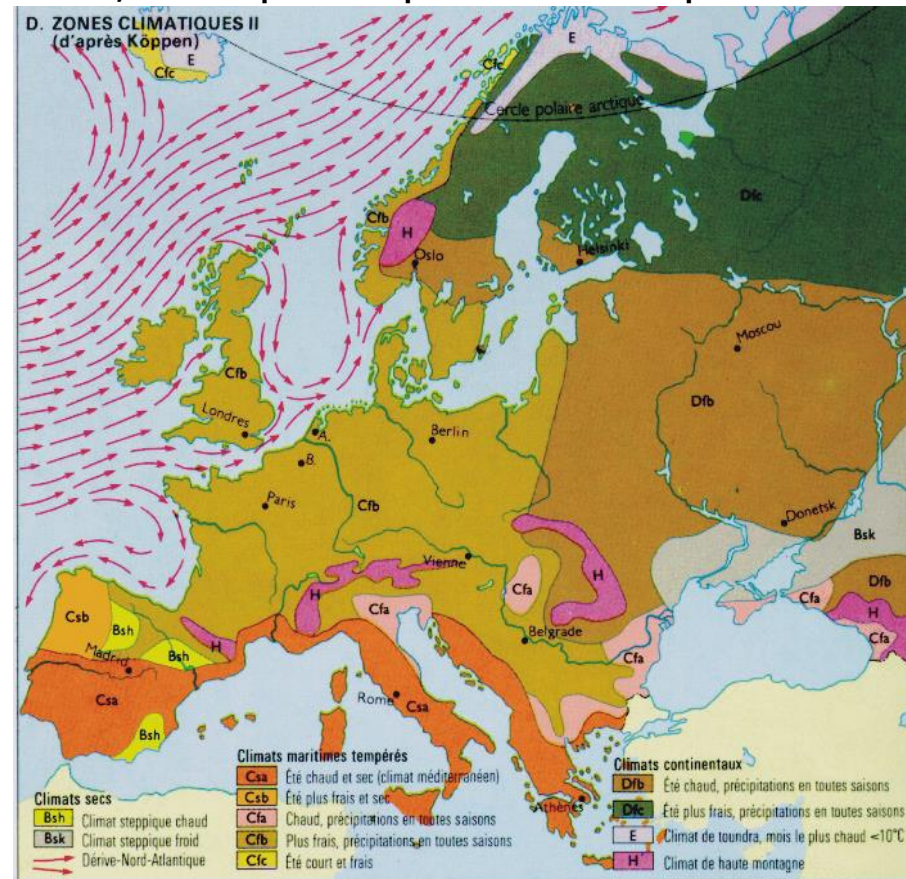 D. ZONES CLIMATIQUES II
(d'après Köppen)
E
Cfc
E
Cfc
Cercle polaire arctique
Dfc
Cfb
H
Oslo
Helsinki
Moscou
Cfb
Dfb
Londres
A.
Berlin
B.
Paris
Cfb
Donetsk
Bsk
Vienne
H
Dfb
Cfa
H
Csb
Bsh
H
Cfa
Cfa
H
Madrid
Bsh
Belgrade
Cfa
Cfa
Csa
Rome
Csa
Bsh
Athènes
Climats secs
Bsh Climat steppique chaud
Bsk Climat steppique froid
Dérive-Nord-Atlantique
Climats maritimes tempérés
Csa Été chaud et sec (climat méditerranéen)
Csb Été plus frais et sec
Cfa Chaud, précipitations en toutes saisons
Cfb Plus frais, précipitations en toutes saisons
Cfc Été court et frais
Climats continentaux
Dfb Été chaud, précipitations en toutes saisons
Dfc Été plus frais, précipitations en toutes saisons
E Climat de toundra, mois le plus chaud <10°C
H Climat de haute montagne